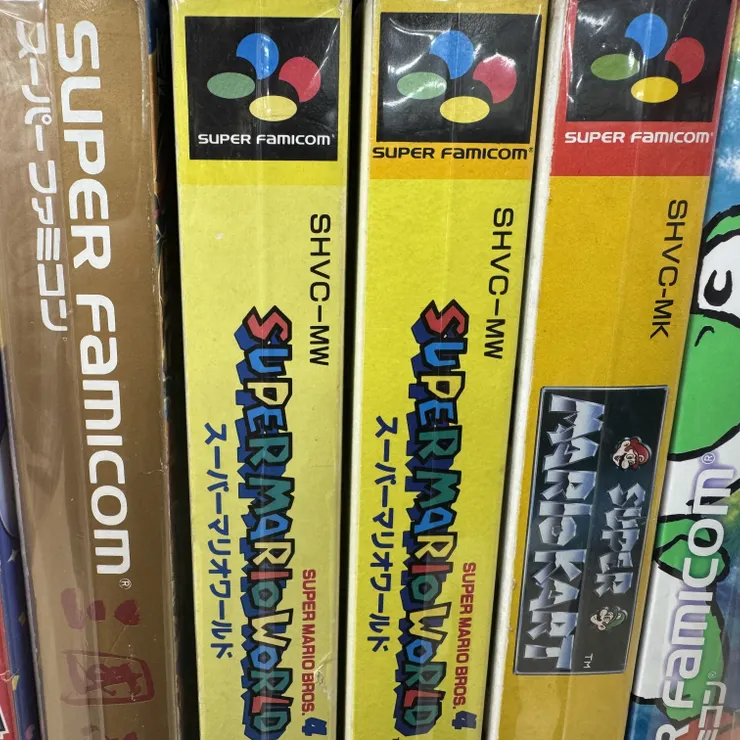 SUPER FAMICOM®
スーパーファミコン
SUPER FAMICOM®
SHVC-MW
SUPER MARIO WORLD
スーパーマリオワールド
SUPER MARIO BROS. 4
SUPER FAMICOM®
SHVC-MW
SUPER MARIO WORLD
スーパーマリオワールド
SUPER MARIO BROS. 4
SUPER FAMICOM®
SHVC-MK
SUPER
MARIO KART
TM
R FAMICOM®